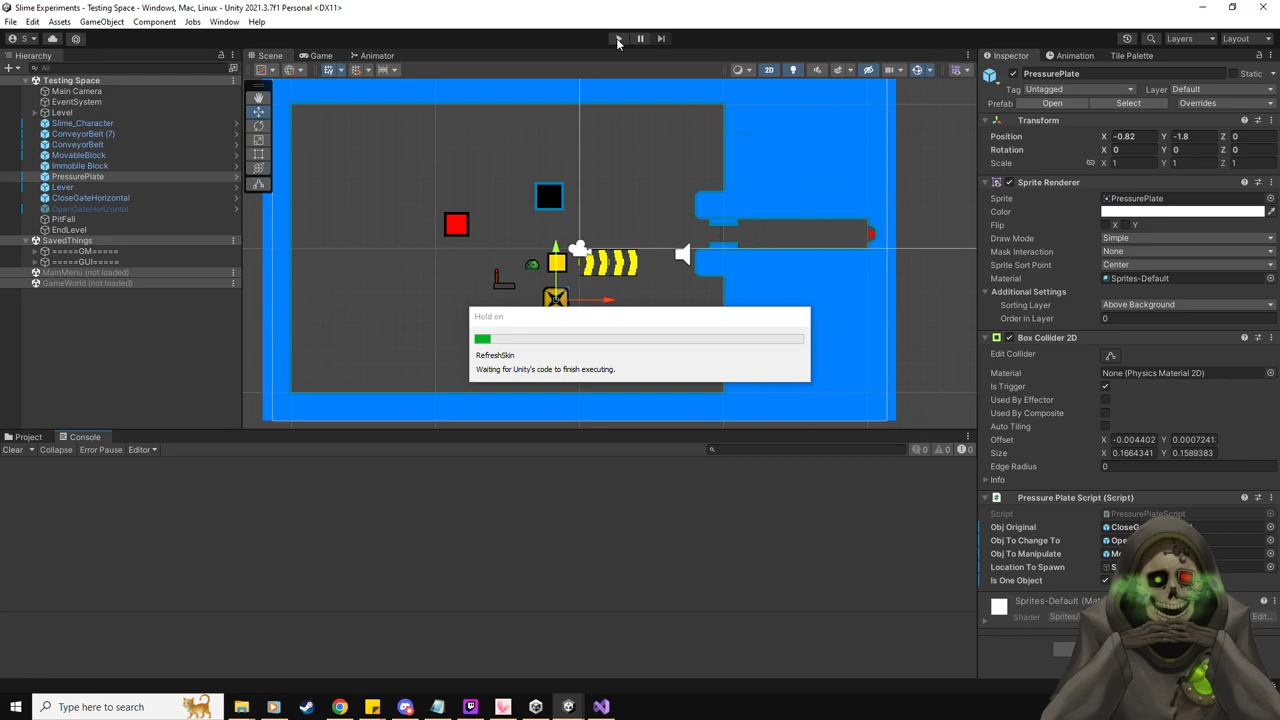 Slime Experiments - Testing Space - Windows, Mac, Linux - Unity 2021.3.7f1 Personal <DX11>
File Edit Assets GameObject Component Jobs Window Help
S Layers Layout
Hierarchy Scene Game Animator Inspector Animation Tile Palette
All 2D
Testing Space
Main Camera
EventSystem
Level
Slime_Character
ConveyorBelt (7)
ConveyorBelt
MovableBlock
Immobile Block
PressurePlate
Lever
CloseGateHorizontal
OpenGateHorizontal
PitFall
EndLevel
SavedThings
=====GM=====
=====GUI=====
MainMenu (not loaded)
GameWorld (not loaded)
Hold on
RefreshSkin
Waiting for Unity's code to finish executing.
PressurePlate Static
Tag Untagged Layer Default
Prefab Open Select Overrides
Transform
Position X -0.82 Y -1.8 Z 0
Rotation X 0 Y 0 Z 0
Scale X 1 Y 1 Z 1
Sprite Renderer
Sprite PressurePlate
Color
Flip X Y
Draw Mode Simple
Mask Interaction None
Sprite Sort Point Center
Material Sprites-Default
Additional Settings
Sorting Layer Above Background
Order in Layer 0
Box Collider 2D
Edit Collider
Material None (Physics Material 2D)
Is Trigger
Used By Effector
Used By Composite
Auto Tiling
Offset X -0.004402 Y 0.0007241
Size X 0.1664341 Y 0.1589383
Edge Radius 0
Info
Pressure Plate Script (Script)
Script PressurePlateScript
Obj Original CloseG
Obj To Change To Ope
Obj To Manipulate Mo
Location To Spawn S
Is One Object
Sprites-Default (Mat
Shader Sprites/ Edit...
Project Console
Clear Collapse Error Pause Editor 0 0 0
Type here to search